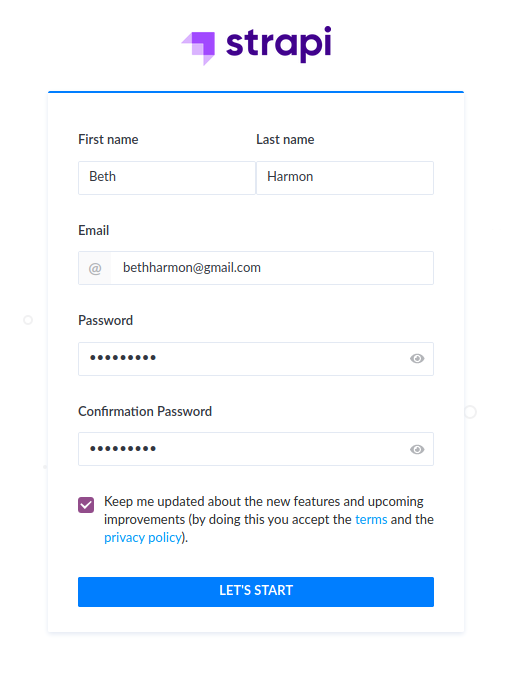 strapi
First name Last name
Beth Harmon
Email
@ bethharmon@gmail.com
Password
•••••••••
Confirmation Password
•••••••••
Keep me updated about the new features and upcoming
improvements (by doing this you accept the terms and the
privacy policy).
LET'S START